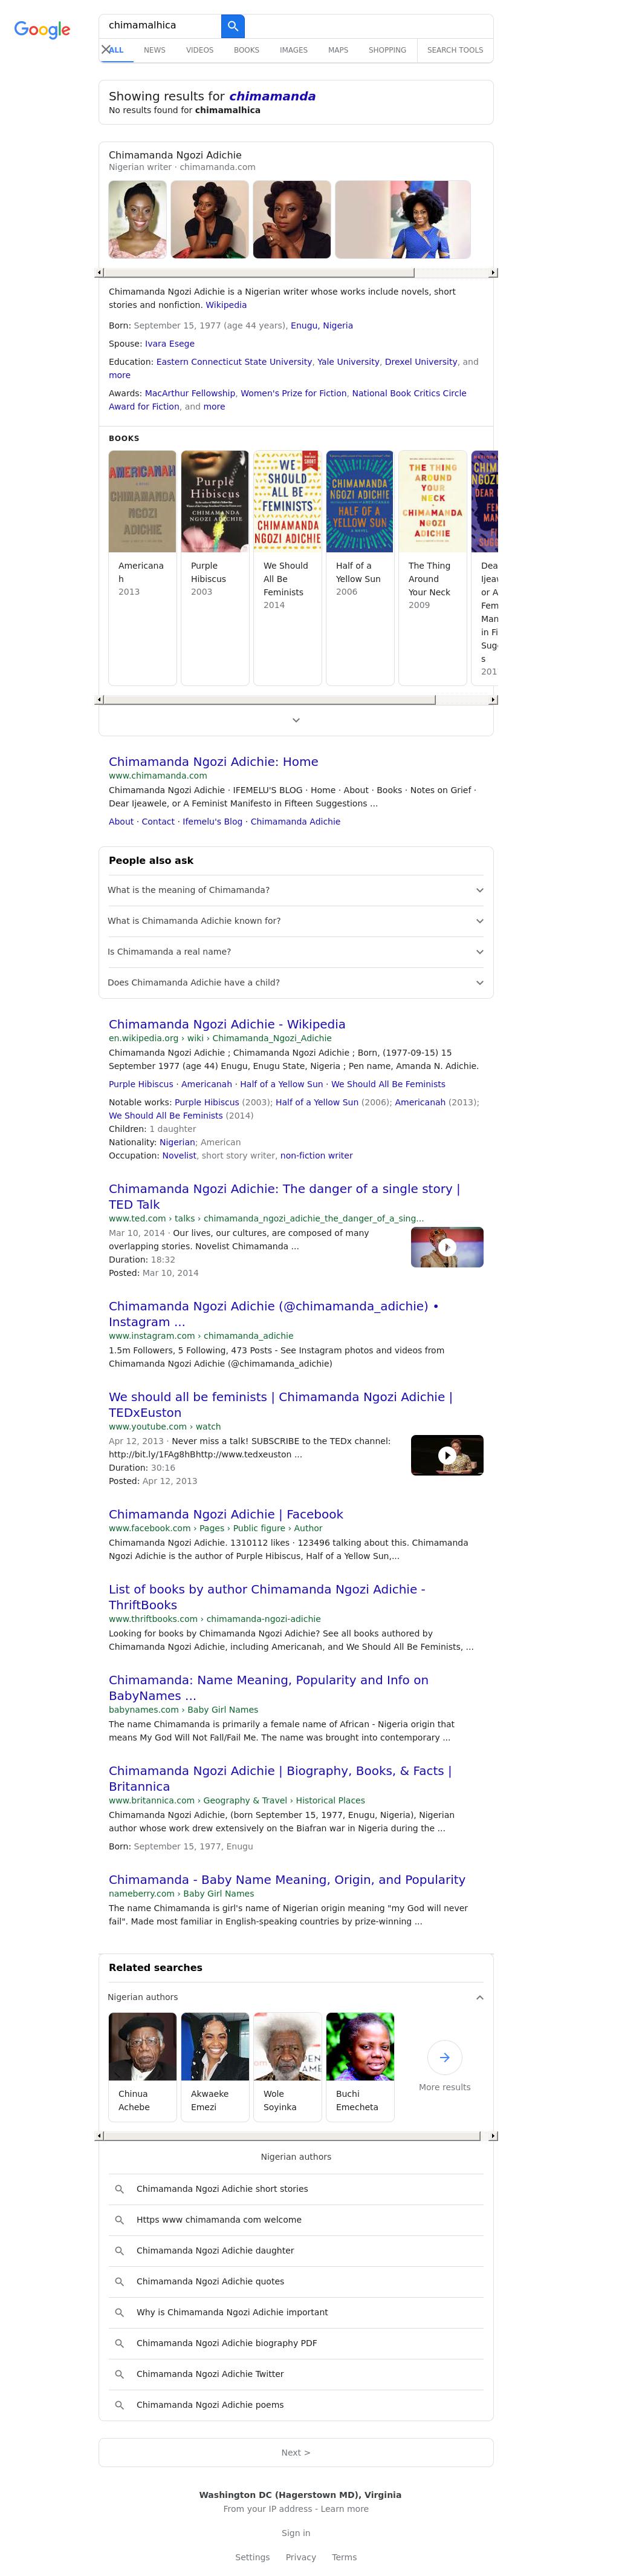 Google
chimamalhica
ALL NEWS VIDEOS BOOKS IMAGES MAPS SHOPPING SEARCH TOOLS
Showing results for chimamanda
No results found for chimamalhica
Chimamanda Ngozi Adichie
Nigerian writer · chimamanda.com
Chimamanda Ngozi Adichie is a Nigerian writer whose works include novels, short
stories and nonfiction. Wikipedia
Born: September 15, 1977 (age 44 years), Enugu, Nigeria
Spouse: Ivara Esege
Education: Eastern Connecticut State University, Yale University, Drexel University, and
more
Awards: MacArthur Fellowship, Women's Prize for Fiction, National Book Critics Circle
Award for Fiction, and more
BOOKS
AMERICANAH
CHIMAMANDA
NGOZI
ADICHIE
Americana
h
2013
Purple
Hibiscus
CHIMAMANDA
NGOZI ADICHIE
Purple
Hibiscus
2003
WE
SHOULD
ALL BE
FEMINISTS
CHIMAMANDA
NGOZI ADICHIE
We Should
All Be
Feminists
2014
CHIMAMANDA
NGOZI ADICHIE
HALF OF A
YELLOW SUN
Half of a
Yellow Sun
2006
THE THING
AROUND
YOUR
NECK
CHIMAMANDA
NGOZI
ADICHIE
The Thing
Around
Your Neck
2009
CHIM
NGOZI
DEAR I
Dea
Ijeaw
or A
Fem
Man
in Fi
Sug
s
201
Chimamanda Ngozi Adichie: Home
www.chimamanda.com
Chimamanda Ngozi Adichie · IFEMELU'S BLOG · Home · About · Books · Notes on Grief ·
Dear Ijeawele, or A Feminist Manifesto in Fifteen Suggestions ...
About · Contact · Ifemelu's Blog · Chimamanda Adichie
People also ask
What is the meaning of Chimamanda?
What is Chimamanda Adichie known for?
Is Chimamanda a real name?
Does Chimamanda Adichie have a child?
Chimamanda Ngozi Adichie - Wikipedia
en.wikipedia.org › wiki › Chimamanda_Ngozi_Adichie
Chimamanda Ngozi Adichie ; Chimamanda Ngozi Adichie ; Born, (1977-09-15) 15
September 1977 (age 44) Enugu, Enugu State, Nigeria ; Pen name, Amanda N. Adichie.
Purple Hibiscus · Americanah · Half of a Yellow Sun · We Should All Be Feminists
Notable works: Purple Hibiscus (2003); Half of a Yellow Sun (2006); Americanah (2013);
We Should All Be Feminists (2014)
Children: 1 daughter
Nationality: Nigerian; American
Occupation: Novelist, short story writer, non-fiction writer
Chimamanda Ngozi Adichie: The danger of a single story |
TED Talk
www.ted.com › talks › chimamanda_ngozi_adichie_the_danger_of_a_sing...
Mar 10, 2014 · Our lives, our cultures, are composed of many
overlapping stories. Novelist Chimamanda ...
Duration: 18:32
Posted: Mar 10, 2014
Chimamanda Ngozi Adichie (@chimamanda_adichie) •
Instagram ...
www.instagram.com › chimamanda_adichie
1.5m Followers, 5 Following, 473 Posts - See Instagram photos and videos from
Chimamanda Ngozi Adichie (@chimamanda_adichie)
We should all be feminists | Chimamanda Ngozi Adichie |
TEDxEuston
www.youtube.com › watch
Apr 12, 2013 · Never miss a talk! SUBSCRIBE to the TEDx channel:
http://bit.ly/1FAg8hBhttp://www.tedxeuston ...
Duration: 30:16
Posted: Apr 12, 2013
Chimamanda Ngozi Adichie | Facebook
www.facebook.com › Pages › Public figure › Author
Chimamanda Ngozi Adichie. 1310112 likes · 123496 talking about this. Chimamanda
Ngozi Adichie is the author of Purple Hibiscus, Half of a Yellow Sun,...
List of books by author Chimamanda Ngozi Adichie -
ThriftBooks
www.thriftbooks.com › chimamanda-ngozi-adichie
Looking for books by Chimamanda Ngozi Adichie? See all books authored by
Chimamanda Ngozi Adichie, including Americanah, and We Should All Be Feminists, ...
Chimamanda: Name Meaning, Popularity and Info on
BabyNames ...
babynames.com › Baby Girl Names
The name Chimamanda is primarily a female name of African - Nigeria origin that
means My God Will Not Fall/Fail Me. The name was brought into contemporary ...
Chimamanda Ngozi Adichie | Biography, Books, & Facts |
Britannica
www.britannica.com › Geography & Travel › Historical Places
Chimamanda Ngozi Adichie, (born September 15, 1977, Enugu, Nigeria), Nigerian
author whose work drew extensively on the Biafran war in Nigeria during the ...
Born: September 15, 1977, Enugu
Chimamanda - Baby Name Meaning, Origin, and Popularity
nameberry.com › Baby Girl Names
The name Chimamanda is girl's name of Nigerian origin meaning "my God will never
fail". Made most familiar in English-speaking countries by prize-winning ...
Related searches
Nigerian authors
Chinua
Achebe
Akwaeke
Emezi
Wole
Soyinka
Buchi
Emecheta
More results
Nigerian authors
Chimamanda Ngozi Adichie short stories
Https www chimamanda com welcome
Chimamanda Ngozi Adichie daughter
Chimamanda Ngozi Adichie quotes
Why is Chimamanda Ngozi Adichie important
Chimamanda Ngozi Adichie biography PDF
Chimamanda Ngozi Adichie Twitter
Chimamanda Ngozi Adichie poems
Next >
Washington DC (Hagerstown MD), Virginia
From your IP address - Learn more
Sign in
Settings Privacy Terms